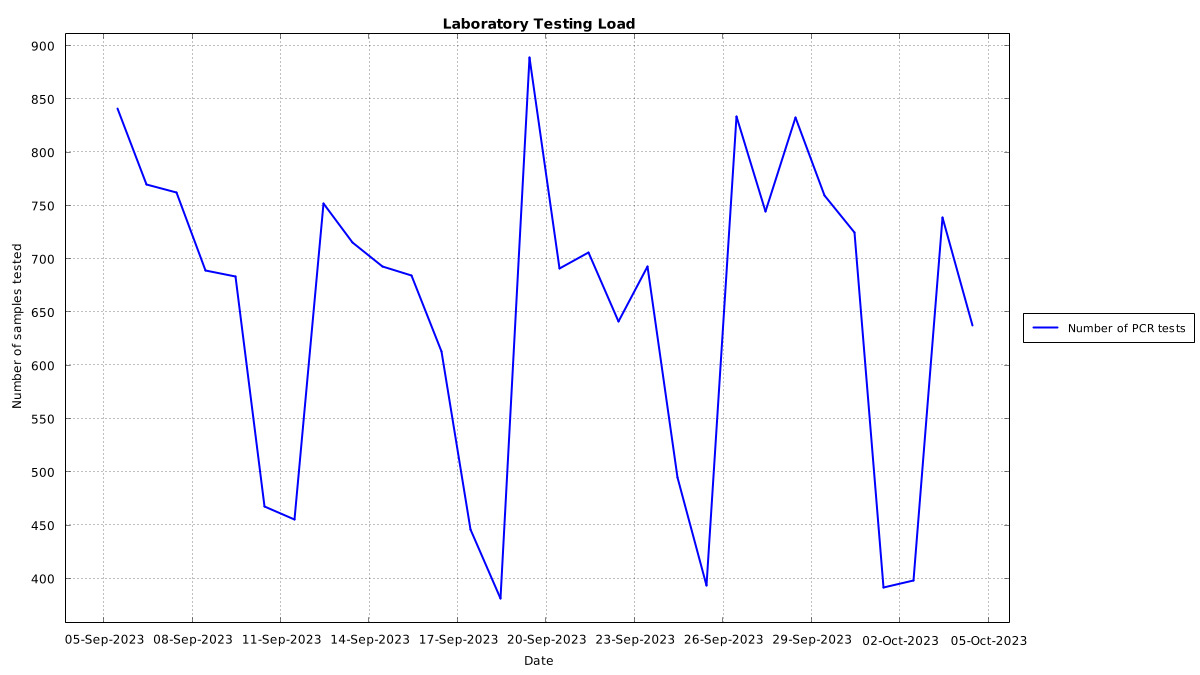 Laboratory Testing Load
900
850
800
750
700
650
600
550
500
450
400
Number of samples tested
05-Sep-2023 08-Sep-2023 11-Sep-2023 14-Sep-2023 17-Sep-2023 20-Sep-2023 23-Sep-2023 26-Sep-2023 29-Sep-2023 02-Oct-2023 05-Oct-2023
Date
Number of PCR tests